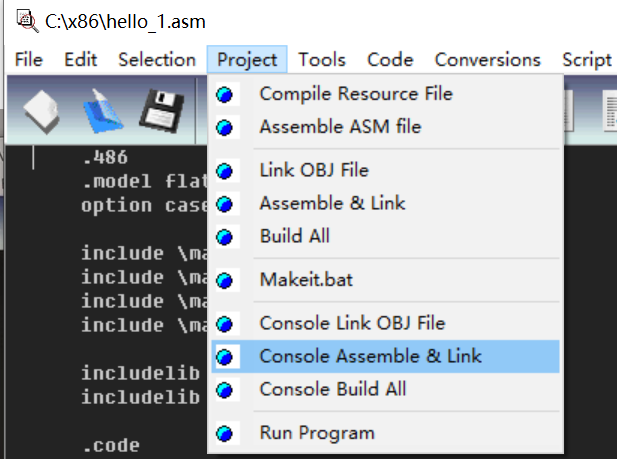 C:\x86\hello_1.asm
File Edit Selection Project Tools Code Conversions Script
Compile Resource File
Assemble ASM file
Link OBJ File
Assemble & Link
Build All
Makeit.bat
Console Link OBJ File
Console Assemble & Link
Console Build All
Run Program
.486
.model flat
option case
include \ma
include \ma
include \ma
include \ma
includelib
includelib
.code